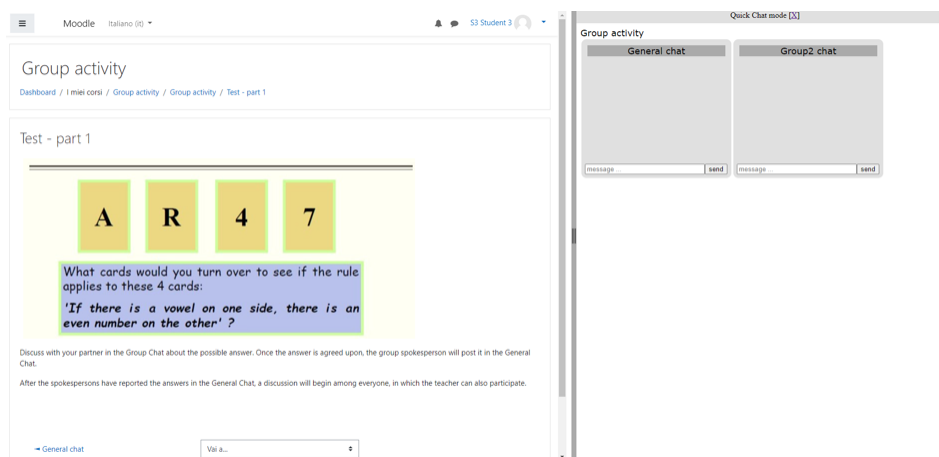 Moodle Italiano (it)
S3 Student 3
Group activity
Dashboard / I miei corsi / Group activity / Group activity / Test - part 1
Test - part 1
A R 4 7
What cards would you turn over to see if the rule
applies to these 4 cards:
'If there is a vowel on one side, there is an
even number on the other' ?
Discuss with your partner in the Group Chat about the possible answer. Once the answer is agreed upon, the group spokesperson will post it in the General
Chat.
After the spokespersons have reported the answers in the General Chat, a discussion will begin among everyone, in which the teacher can also participate.
◄ General chat
Vai a...
Quick Chat mode [X]
Group activity
General chat
message ...
send
Group2 chat
message ...
send